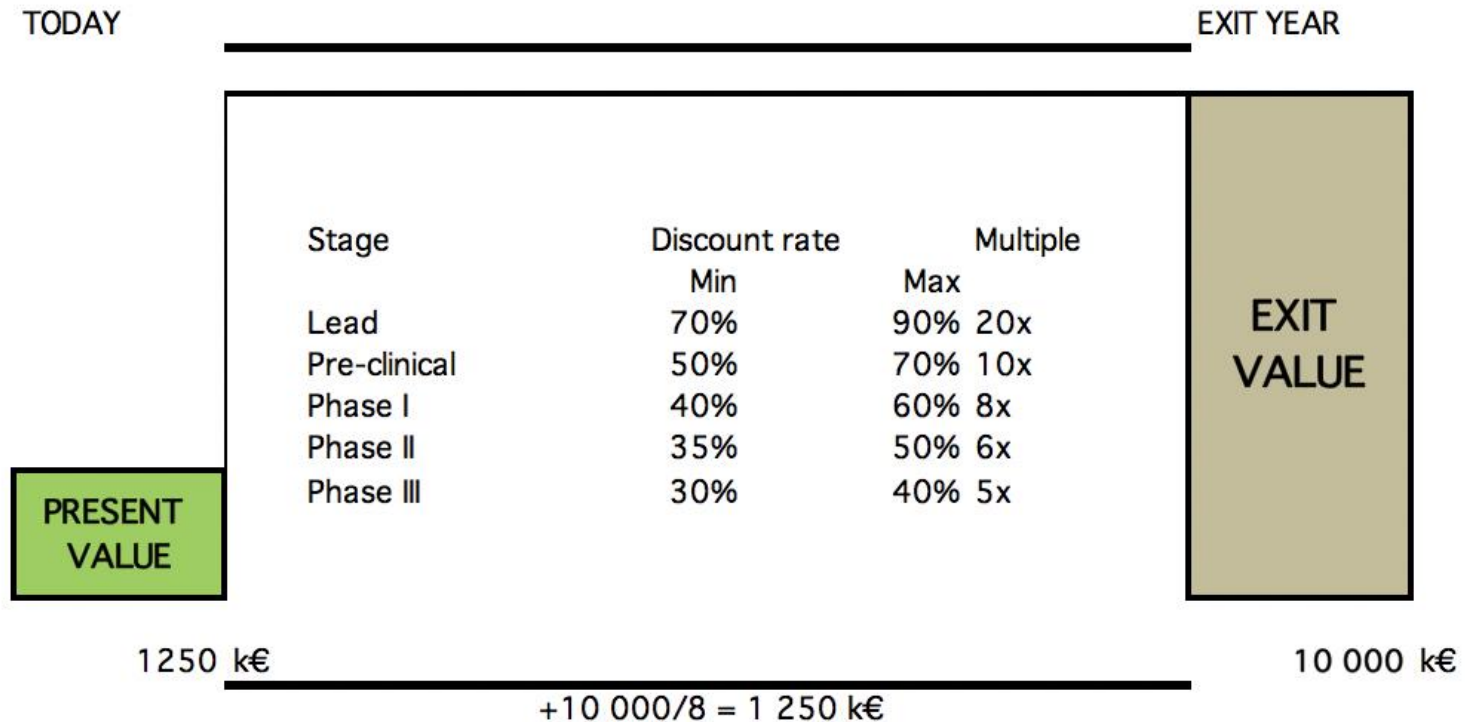 TODAY EXIT YEAR
Stage Discount rate Multiple
Min Max
Lead 70% 90% 20x
Pre-clinical 50% 70% 10x
Phase I 40% 60% 8x
Phase II 35% 50% 6x
Phase III 30% 40% 5x
EXIT
VALUE
PRESENT
VALUE
1250 k€ 10 000 k€
+10 000/8 = 1 250 k€